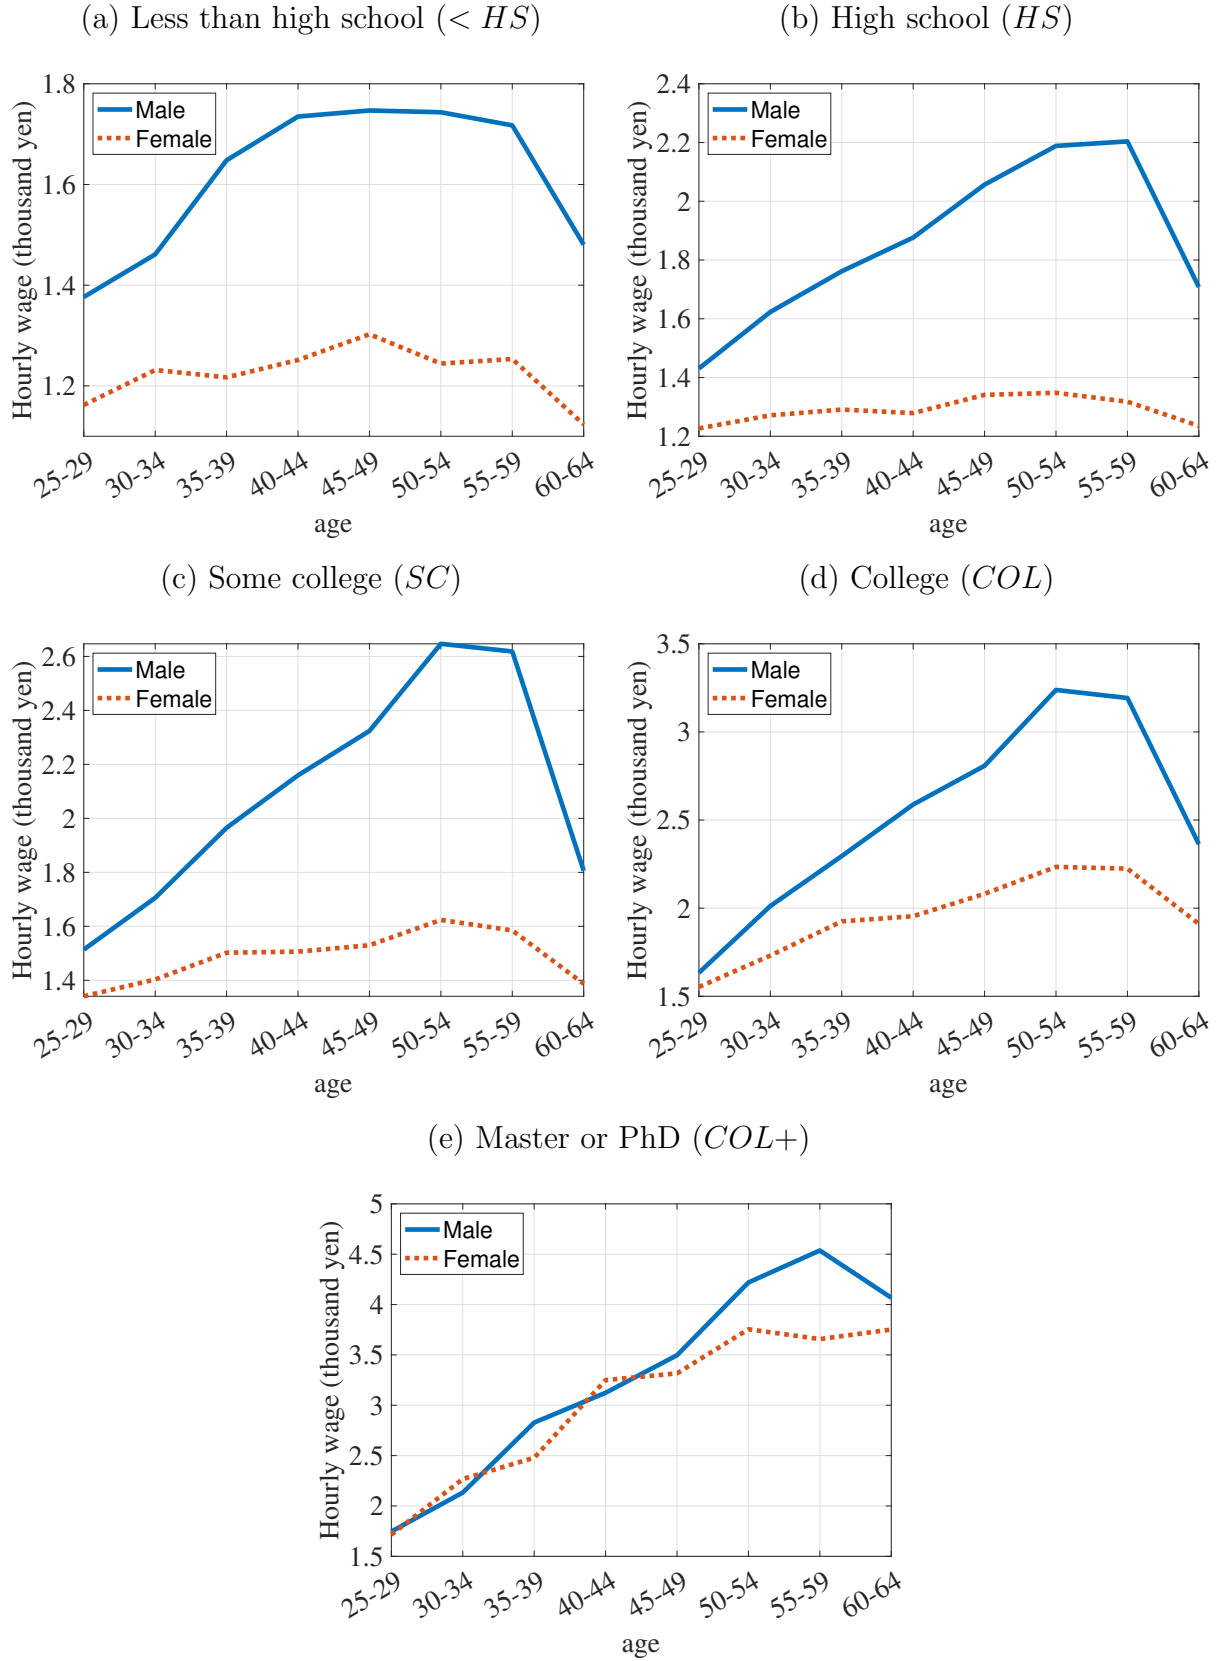 (a) Less than high school (< HS)
Hourly wage (thousand yen)
1.8
1.6
1.4
1.2
Male
Female
25-29
30-34
35-39
40-44
45-49
50-54
55-59
60-64
age
(b) High school (HS)
Hourly wage (thousand yen)
2.4
2.2
2
1.8
1.6
1.4
1.2
Male
Female
25-29
30-34
35-39
40-44
45-49
50-54
55-59
60-64
age
(c) Some college (SC)
Hourly wage (thousand yen)
2.6
2.4
2.2
2
1.8
1.6
1.4
Male
Female
25-29
30-34
35-39
40-44
45-49
50-54
55-59
60-64
age
(d) College (COL)
Hourly wage (thousand yen)
3.5
3
2.5
2
1.5
Male
Female
25-29
30-34
35-39
40-44
45-49
50-54
55-59
60-64
age
(e) Master or PhD (COL+)
Hourly wage (thousand yen)
5
4.5
4
3.5
3
2.5
2
1.5
Male
Female
25-29
30-34
35-39
40-44
45-49
50-54
55-59
60-64
age